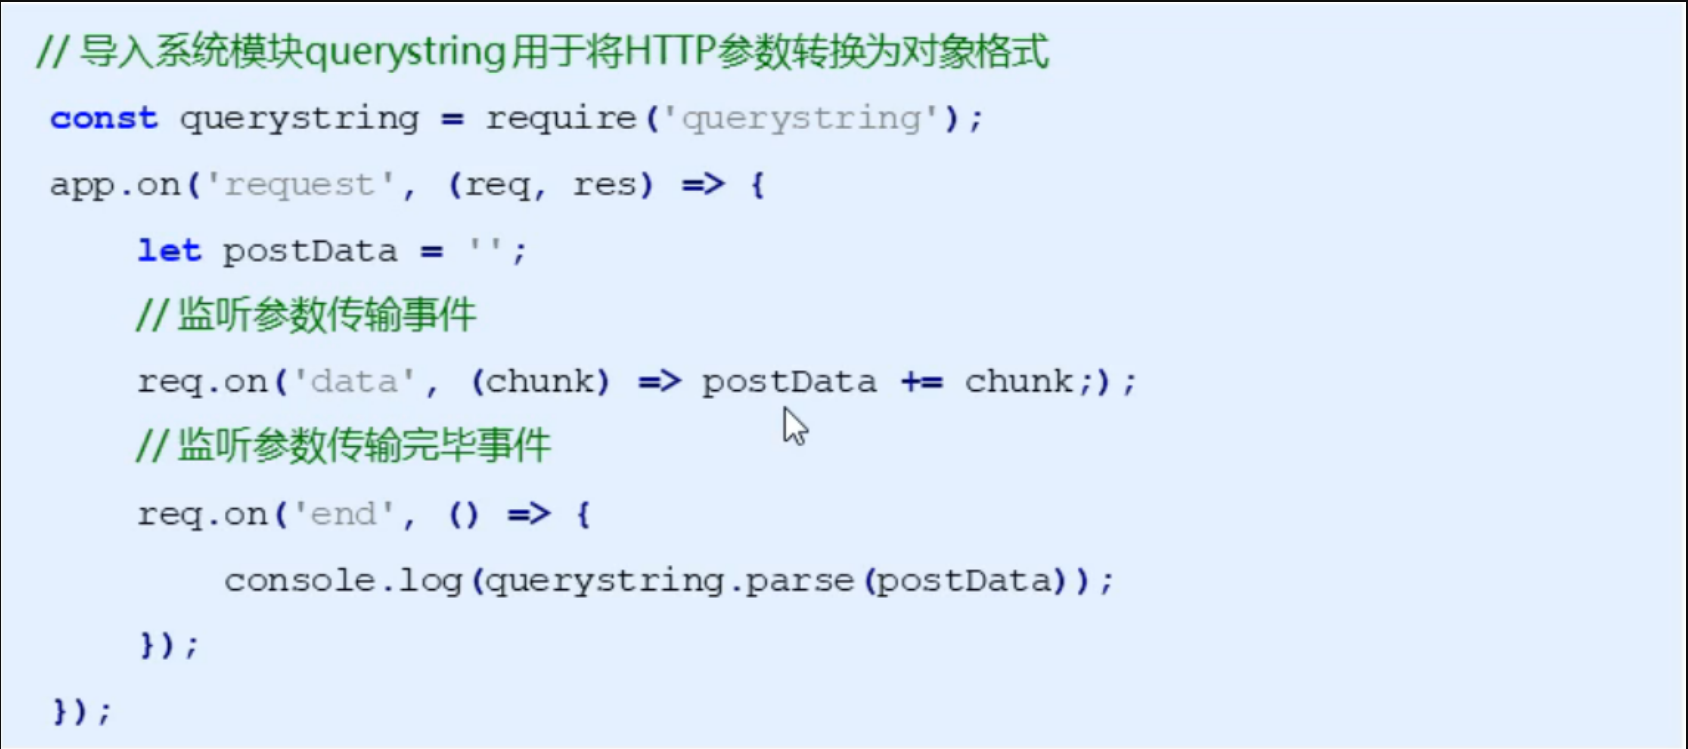 // 导入系统模块querystring 用于将HTTP参数转换为对象格式
const querystring = require('querystring');
app.on('request', (req, res) => {
let postData = '';
// 监听参数传输事件
req.on('data', (chunk) => postData += chunk;);
// 监听参数传输完毕事件
req.on('end', () => {
console.log(querystring.parse(postData));
});
});